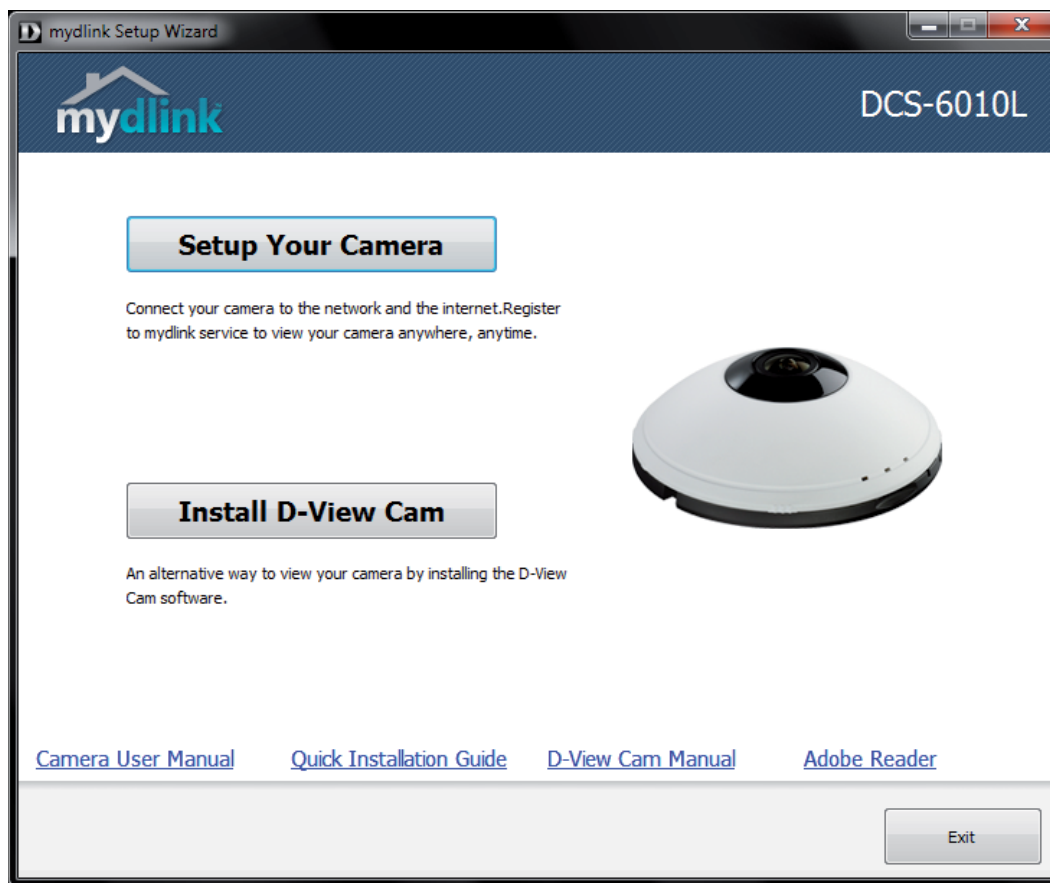 mydlink Setup Wizard
mydlink
DCS-6010L
Setup Your Camera
Connect your camera to the network and the internet.Register
to mydlink service to view your camera anywhere, anytime.
Install D-View Cam
An alternative way to view your camera by installing the D-View
Cam software.
Camera User Manual Quick Installation Guide D-View Cam Manual Adobe Reader
Exit